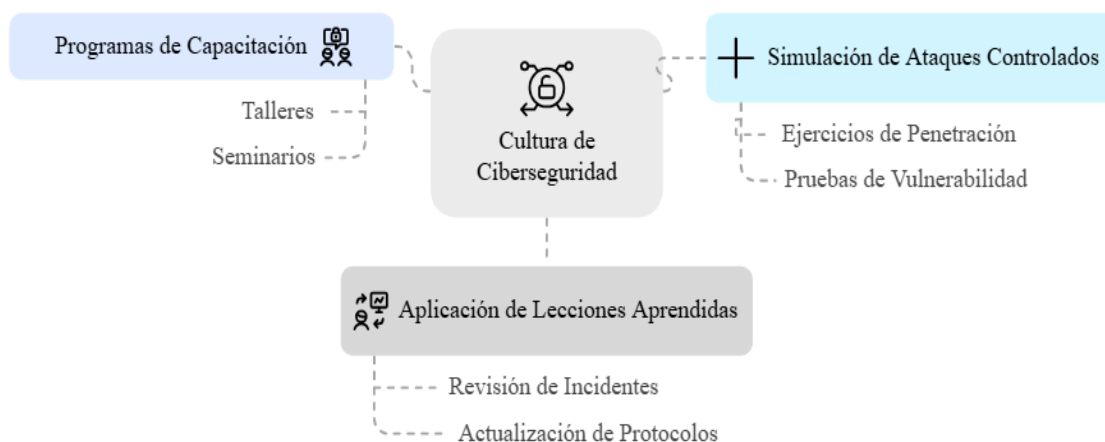 Programas de Capacitación
Talleres
Seminarios
Cultura de
Ciberseguridad
Simulación de Ataques Controlados
Ejercicios de Penetración
Pruebas de Vulnerabilidad
Aplicación de Lecciones Aprendidas
Revisión de Incidentes
Actualización de Protocolos